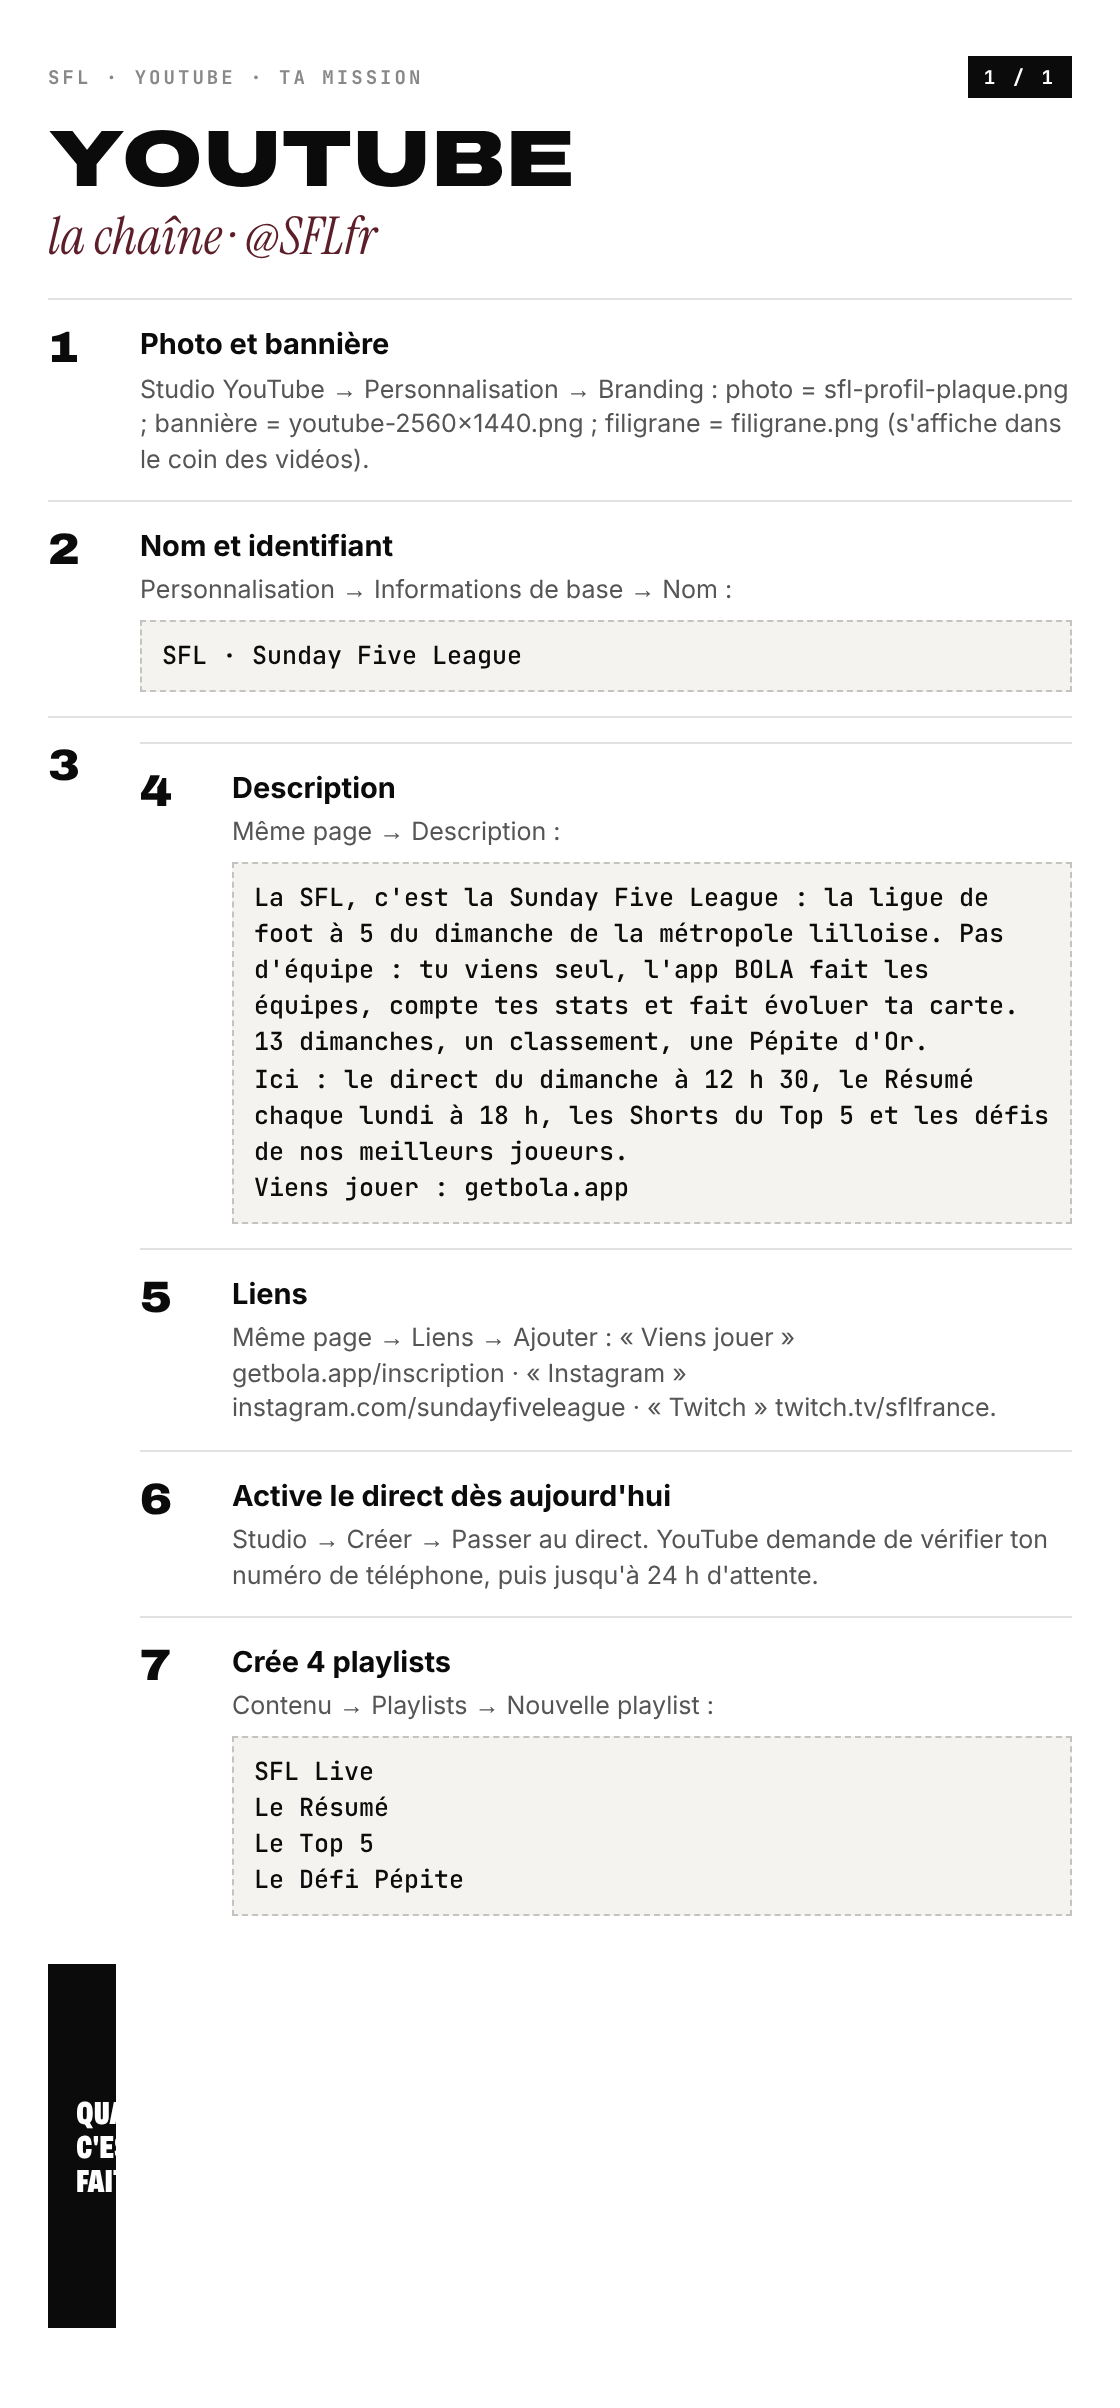 SFL · YOUTUBE · TA MISSION
1 / 1
YOUTUBE
la chaîne · @SFLfr
1
Photo et bannière
Studio YouTube → Personnalisation → Branding : photo = sfl-profil-plaque.png
; bannière = youtube-2560×1440.png ; filigrane = filigrane.png (s'affiche dans
le coin des vidéos).
2
Nom et identifiant
Personnalisation → Informations de base → Nom :
SFL · Sunday Five League
3
4
Description
Même page → Description :
La SFL, c'est la Sunday Five League : la ligue de
foot à 5 du dimanche de la métropole lilloise. Pas
d'équipe : tu viens seul, l'app BOLA fait les
équipes, compte tes stats et fait évoluer ta carte.
13 dimanches, un classement, une Pépite d'Or.
Ici : le direct du dimanche à 12 h 30, le Résumé
chaque lundi à 18 h, les Shorts du Top 5 et les défis
de nos meilleurs joueurs.
Viens jouer : getbola.app
5
Liens
Même page → Liens → Ajouter : « Viens jouer »
getbola.app/inscription · « Instagram »
instagram.com/sundayfiveleague · « Twitch » twitch.tv/sflfrance.
6
Active le direct dès aujourd'hui
Studio → Créer → Passer au direct. YouTube demande de vérifier ton
numéro de téléphone, puis jusqu'à 24 h d'attente.
7
Crée 4 playlists
Contenu → Playlists → Nouvelle playlist :
SFL Live
Le Résumé
Le Top 5
Le Défi Pépite